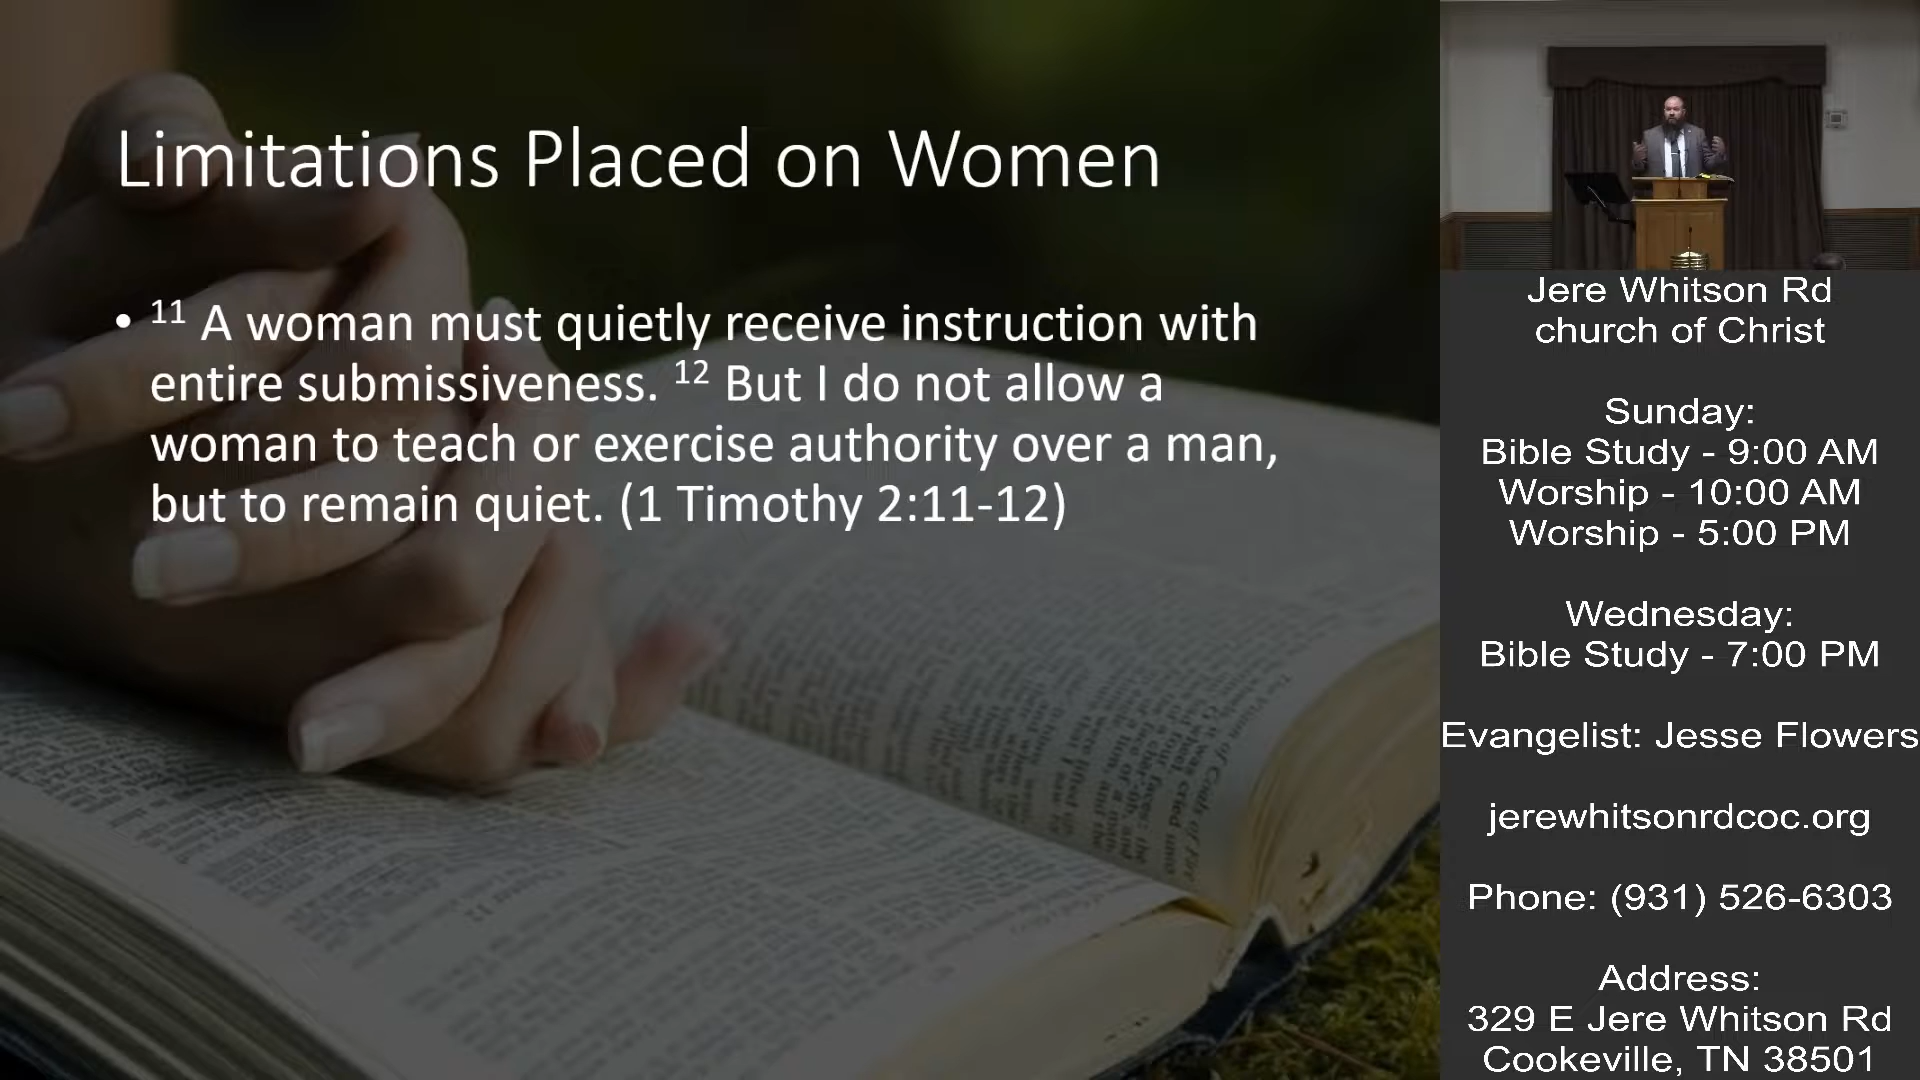 Limitations Placed on Women
• 11 A woman must quietly receive instruction with
entire submissiveness. 12 But I do not allow a
woman to teach or exercise authority over a man,
but to remain quiet. (1 Timothy 2:11-12)
Jere Whitson Rd
church of Christ
Sunday:
Bible Study - 9:00 AM
Worship - 10:00 AM
Worship - 5:00 PM
Wednesday:
Bible Study - 7:00 PM
Evangelist: Jesse Flowers
jerewhitsonrdcoc.org
Phone: (931) 526-6303
Address:
329 E Jere Whitson Rd
Cookeville, TN 38501